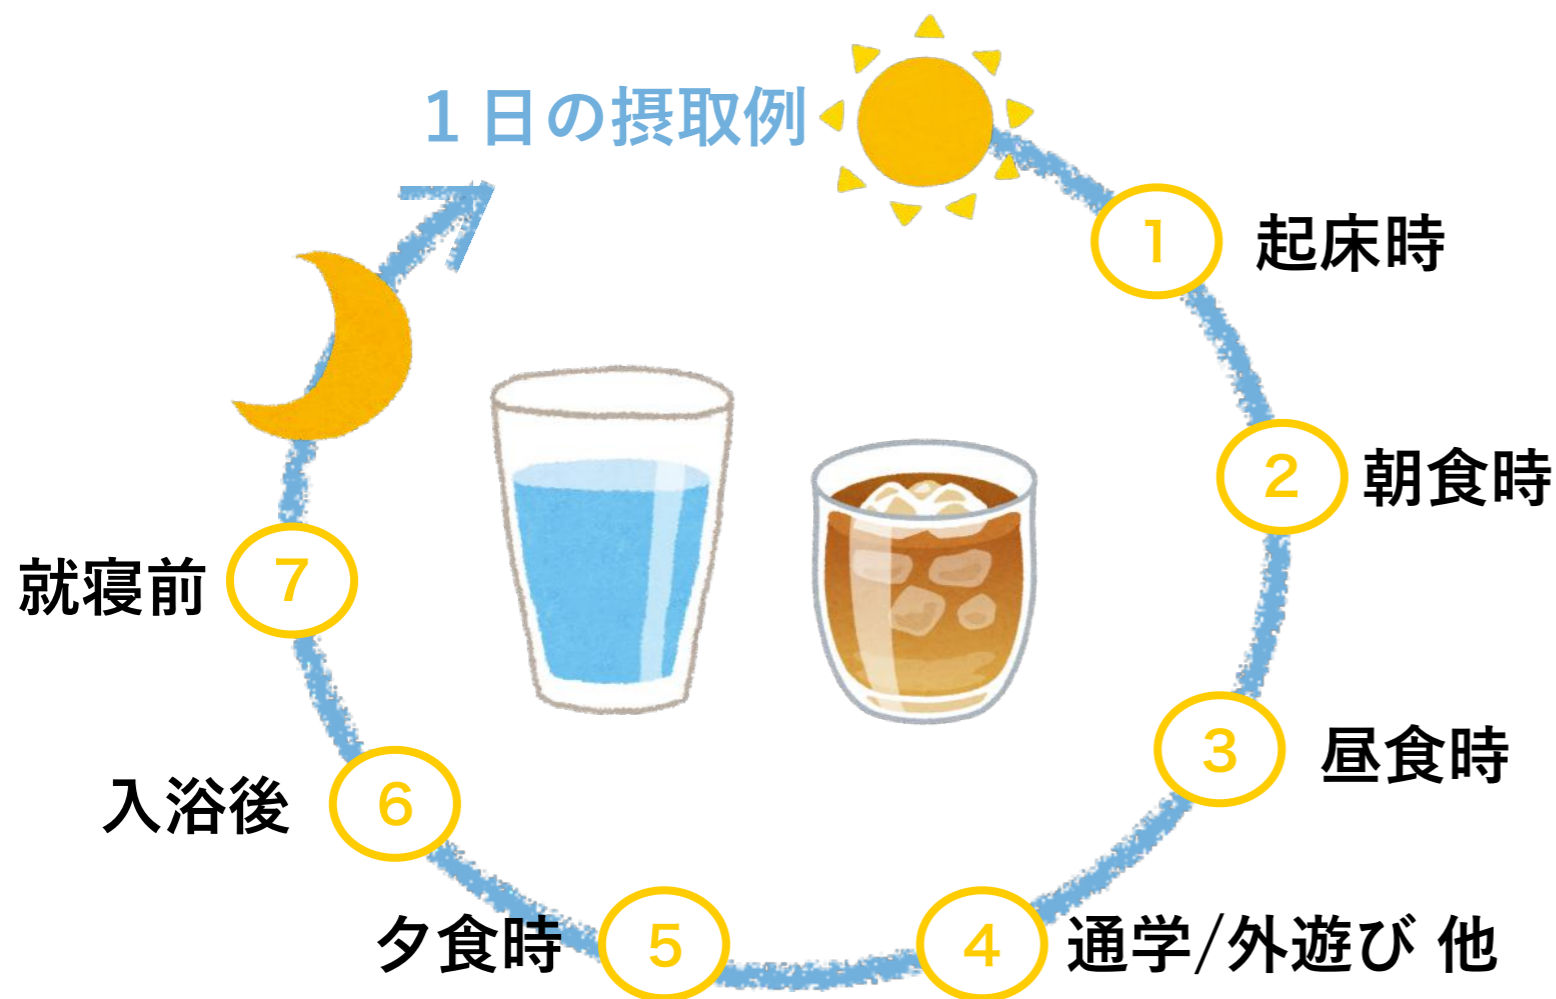 １日の摂取例
1 起床時
2 朝食時
3 昼食時
4 通学/外遊び 他
5 夕食時
6 入浴後
7 就寝前